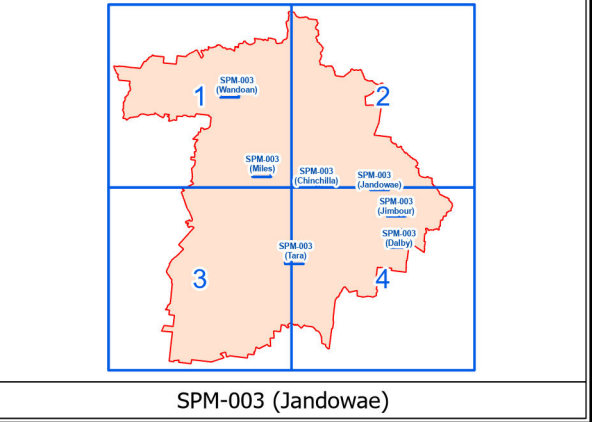 1
SPM-003
(Wandoan)
2
SPM-003
(Miles)
SPM-003
(Chinchilla)
SPM-003
(Jandowae)
SPM-003
(Jimbour)
SPM-003
(Dalby)
SPM-003
(Tara)
3
4
SPM-003 (Jandowae)